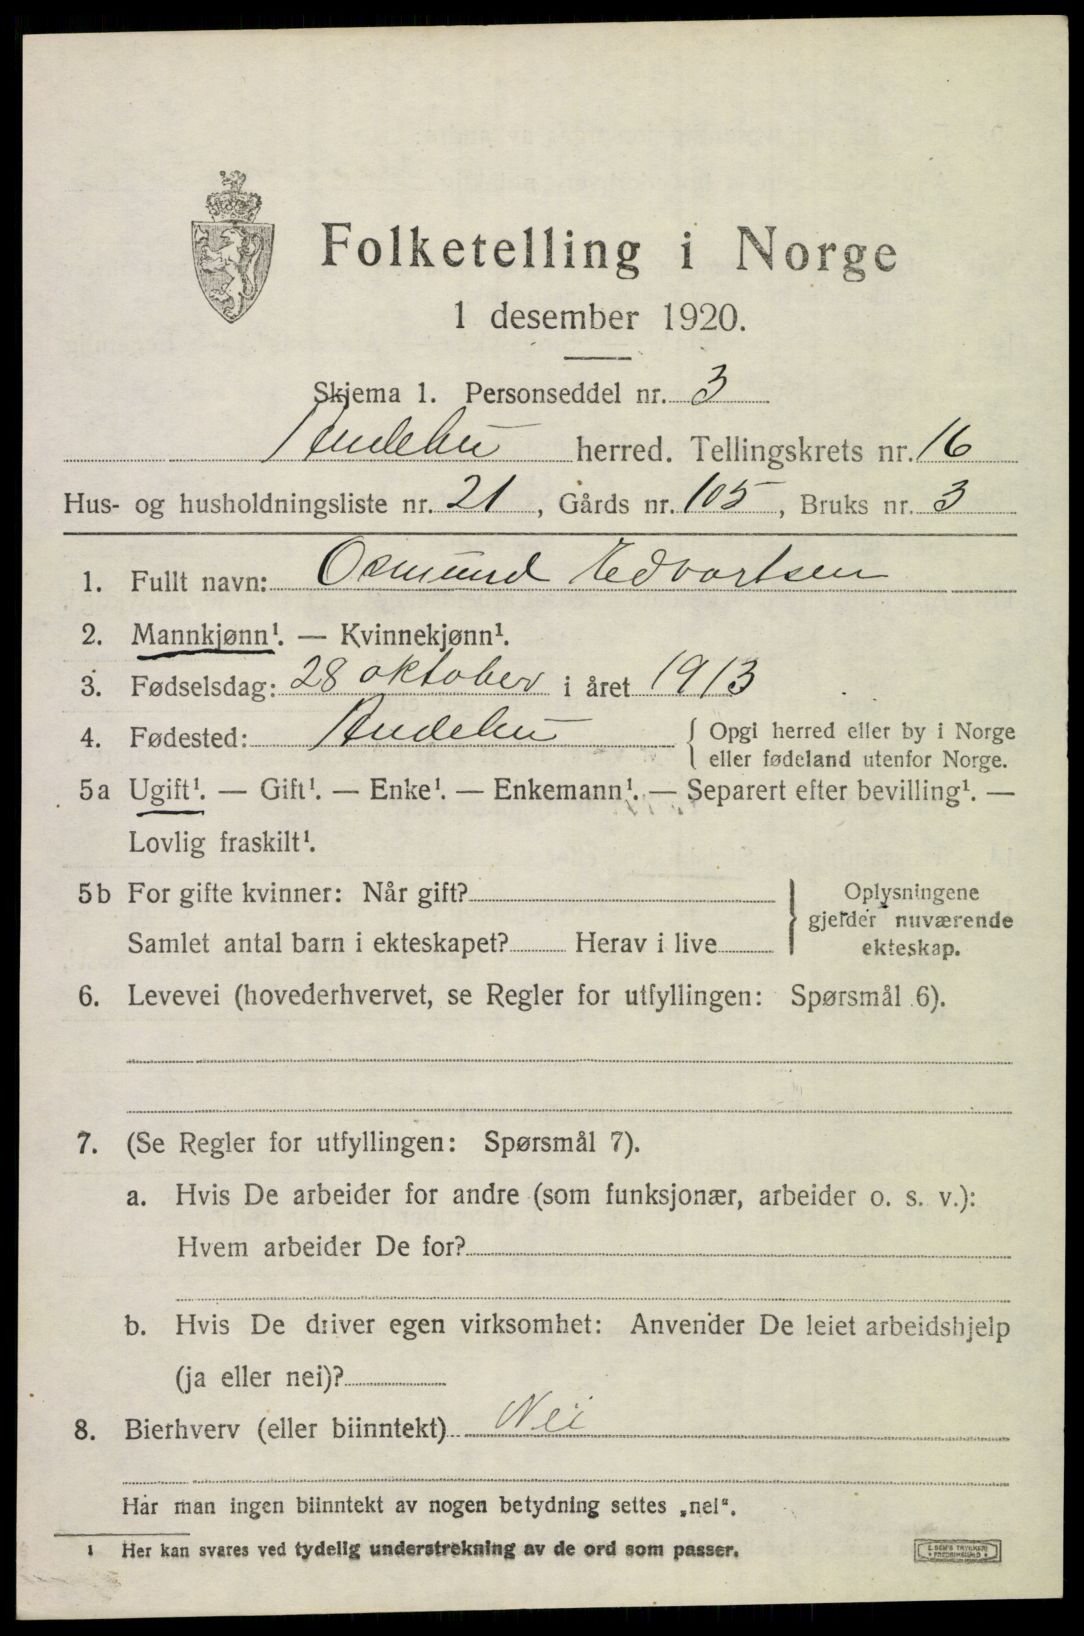 Folketelling i Norge
1 desember 1920.
Skjema 1. Personseddel nr. 3
Andebu herred. Tellingskrets nr. 16
Hus- og husholdningsliste nr. 21, Gårds nr. 105, Bruks nr. 3
1. Fullt navn: Osmund Edvartsen
2. Mannkjønn¹. — Kvinnekjønn¹.
3. Fødselsdag: 28 oktober i året 1913
4. Fødested: Andebu { Opgi herred eller by i Norge
eller fødeland utenfor Norge.
5a Ugift¹. — Gift¹. — Enke¹. — Enkemann¹. — Separert efter bevilling¹. —
Lovlig fraskilt¹.
5b For gifte kvinner: Når gift?
Samlet antal barn i ekteskapet? Herav i live
} Oplysningene
gjelder nuværende
ekteskap.
6. Levevei (hovederhvervet, se Regler for utfyllingen: Spørsmål 6).
7. (Se Regler for utfyllingen: Spørsmål 7).
a. Hvis De arbeider for andre (som funksjonær, arbeider o. s. v.):
Hvem arbeider De for?
b. Hvis De driver egen virksomhet: Anvender De leiet arbeidshjelp
(ja eller nei)?
8. Bierhverv (eller biinntekt) Nei
Har man ingen biinntekt av nogen betydning settes „nei“.
¹ Her kan svares ved tydelig understrekning av de ord som passer.